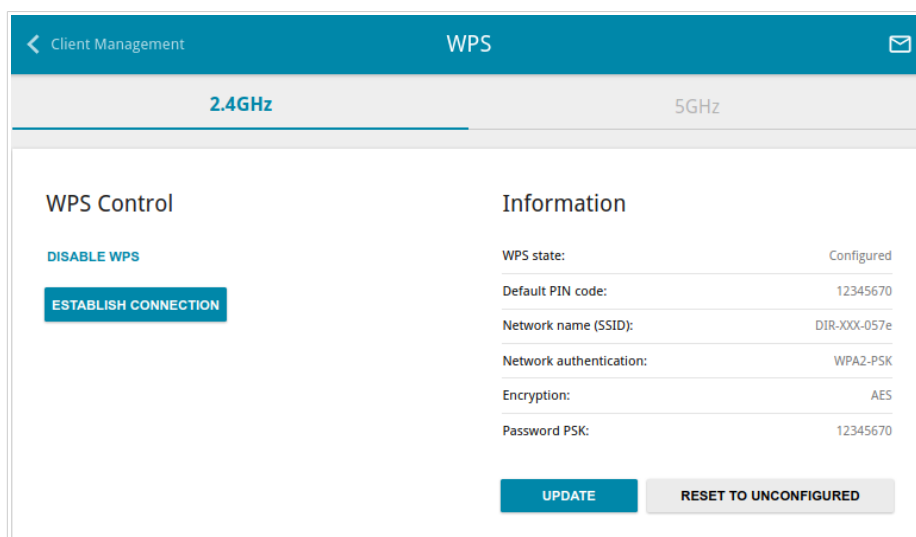 Client Management
WPS
2.4GHz
5GHz
WPS Control
DISABLE WPS
ESTABLISH CONNECTION
Information
WPS state: Configured
Default PIN code: 12345670
Network name (SSID): DIR-XXX-057e
Network authentication: WPA2-PSK
Encryption: AES
Password PSK: 12345670
UPDATE
RESET TO UNCONFIGURED